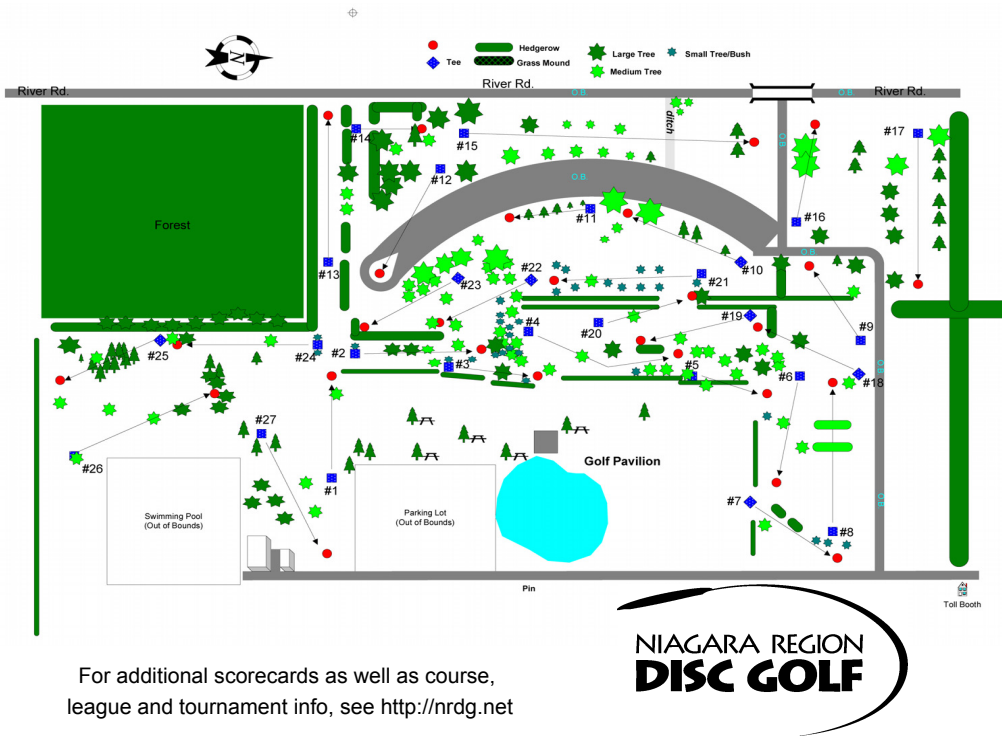 N
Hedgerow
Large Tree
Small Tree/Bush
Tee
Grass Mound
Medium Tree
River Rd.
River Rd.
River Rd.
O.B
O.B
#14
#15
ditch
O.B
#17
#12
O.B
#16
#11
Forest
O.B
#13
#22
#10
#23
#21
#4
#20
#19
#9
#25
#24
#2
#3
#5
#6
O.B
#18
#27
#26
Golf Pavilion
#1
#7
O.B
Swimming Pool
(Out of Bounds)
Parking Lot
(Out of Bounds)
#8
Pin
Toll Booth
NIAGARA REGION
DISC GOLF
For additional scorecards as well as course,
league and tournament info, see http://nrdg.net